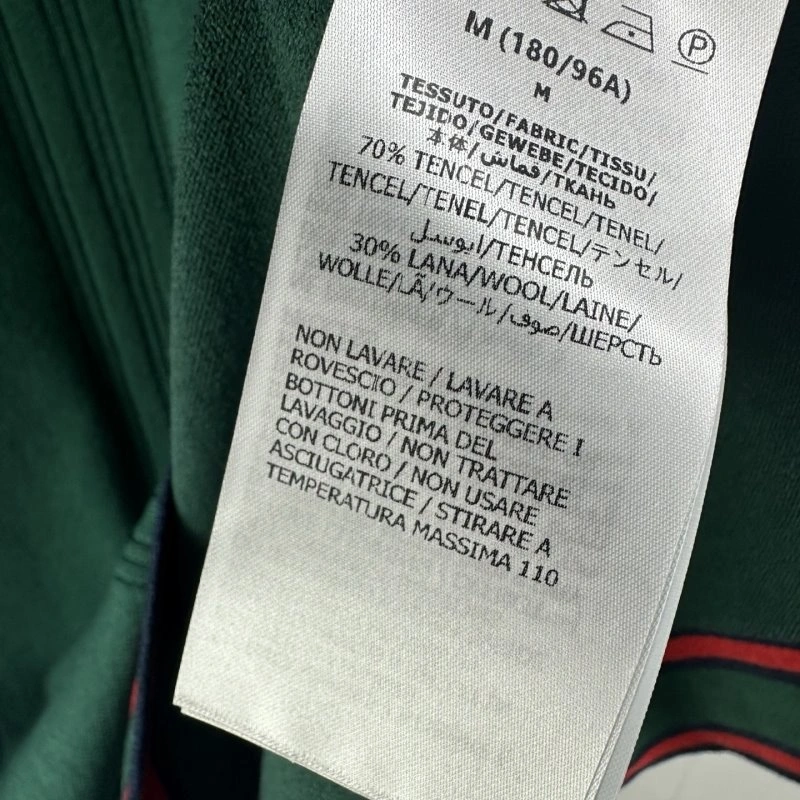 P
M (180/96A)
M
TESSUTO/FABRIC/TISSU/
TEJIDO/GEWEBE/TECIDO/
本体/قماش/ТКАНЬ
70% TENCEL/TENCEL/TENEL/
TENCEL/TENEL/TENCEL/テンセル/
ايوسل/ТЕНСЕЛЬ
30% LANA/WOOL/LAINE/
WOLLE/LÃ/ウール/صوف/ШЕРСТЬ
NON LAVARE / LAVARE A
ROVESCIO / PROTEGGERE I
BOTTONI PRIMA DEL
LAVAGGIO / NON TRATTARE
CON CLORO / NON USARE
ASCIUGATRICE / STIRARE A
TEMPERATURA MASSIMA 110